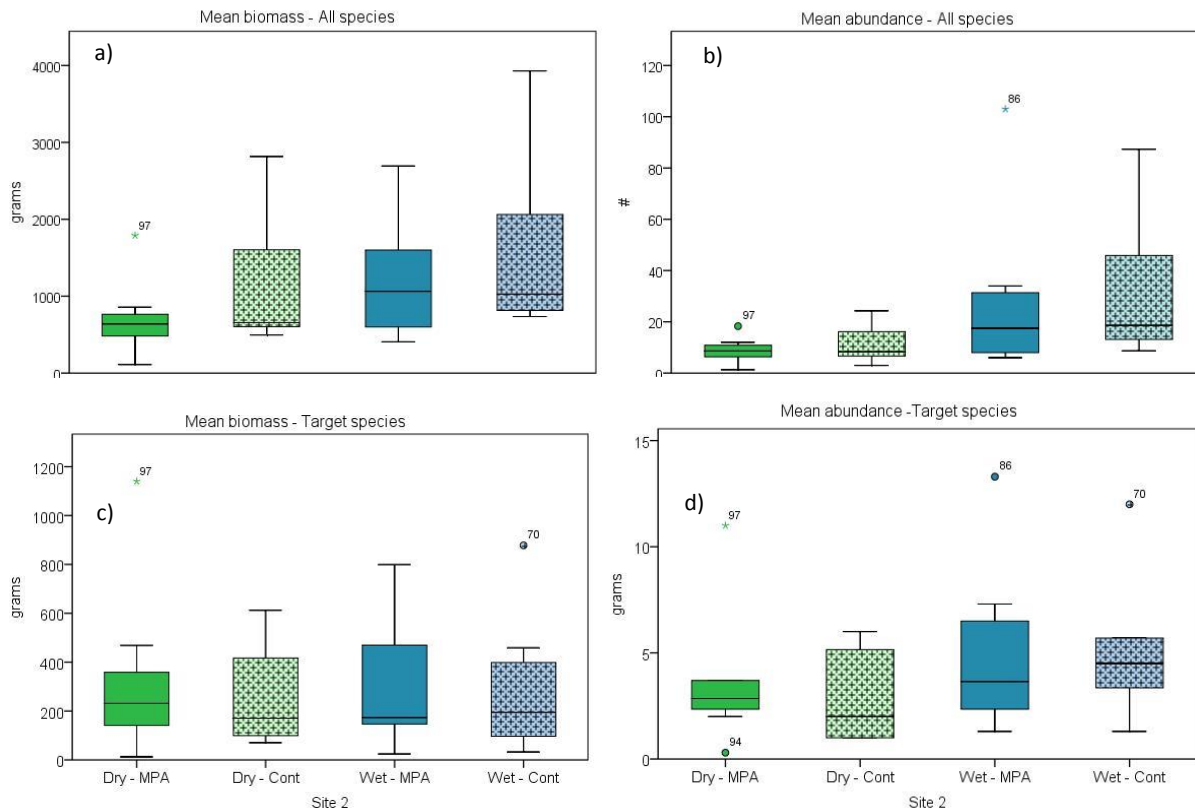 Mean biomass - All species
a)
4000
3000
2000
1000
0
grams
97
Mean abundance - All species
b)
120
100
80
60
40
20
0
#
97
86
Mean biomass - Target species
c)
1200
1000
800
600
400
200
0
grams
97
70
Dry - MPA Dry - Cont Wet - MPA Wet - Cont
Site 2
Mean abundance -Target species
d)
15
10
5
0
grams
97
94
86
70
Dry - MPA Dry - Cont Wet - MPA Wet - Cont
Site 2